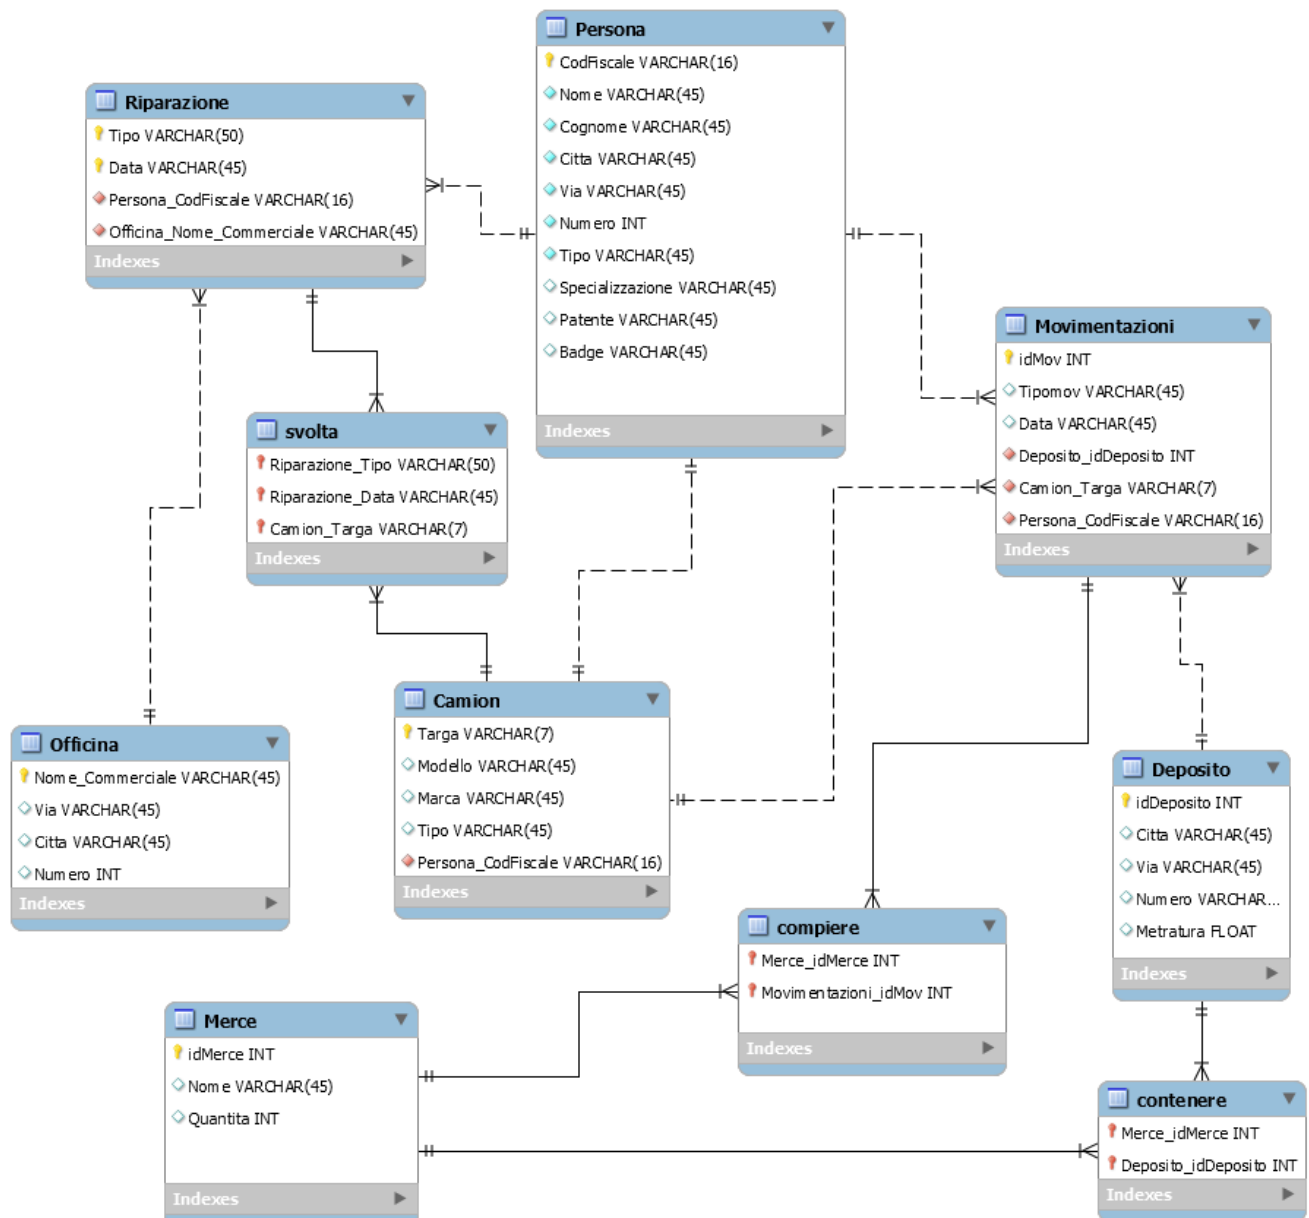 Persona
CodFiscale VARCHAR(16)
Nome VARCHAR(45)
Cognome VARCHAR(45)
Citta VARCHAR(45)
Via VARCHAR(45)
Numero INT
Tipo VARCHAR(45)
Specializzazione VARCHAR(45)
Patente VARCHAR(45)
Badge VARCHAR(45)
Indexes
Riparazione
Tipo VARCHAR(50)
Data VARCHAR(45)
Persona_CodFiscale VARCHAR(16)
Officina_Nome_Commerciale VARCHAR(45)
Indexes
Movimentazioni
idMov INT
Tipomov VARCHAR(45)
Data VARCHAR(45)
Deposito_idDeposito INT
Camion_Targa VARCHAR(7)
Persona_CodFiscale VARCHAR(16)
Indexes
svolta
Riparazione_Tipo VARCHAR(50)
Riparazione_Data VARCHAR(45)
Camion_Targa VARCHAR(7)
Indexes
Camion
Targa VARCHAR(7)
Modello VARCHAR(45)
Marca VARCHAR(45)
Tipo VARCHAR(45)
Persona_CodFiscale VARCHAR(16)
Indexes
Officina
Nome_Commerciale VARCHAR(45)
Via VARCHAR(45)
Citta VARCHAR(45)
Numero INT
Indexes
Deposito
idDeposito INT
Citta VARCHAR(45)
Via VARCHAR(45)
Numero VARCHAR...
Metratura FLOAT
Indexes
compiere
Merce_idMerce INT
Movimentazioni_idMov INT
Indexes
Merce
idMerce INT
Nome VARCHAR(45)
Quantita INT
Indexes
contenere
Merce_idMerce INT
Deposito_idDeposito INT
Indexes